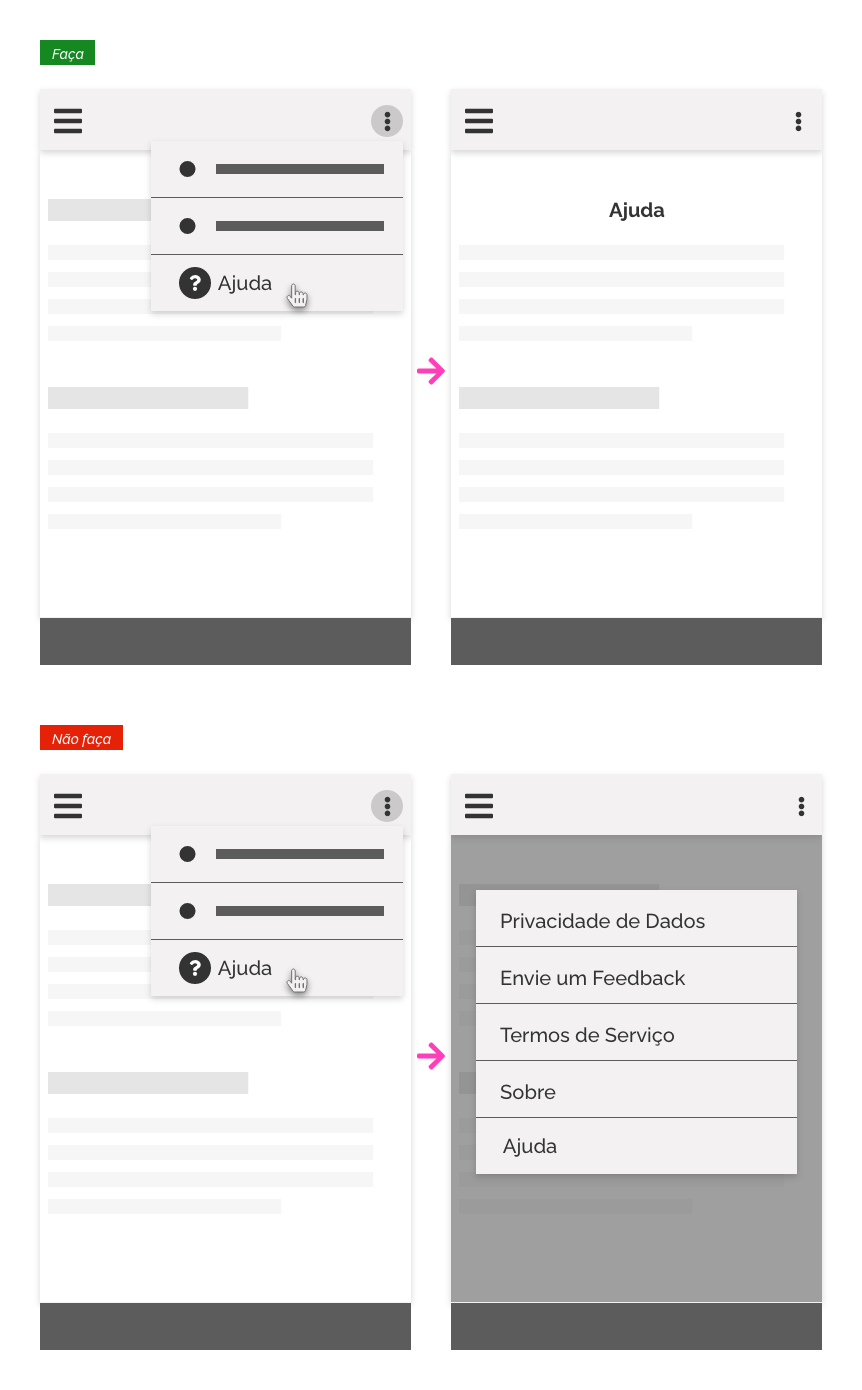 Faça
? Ajuda
Ajuda
Não faça
? Ajuda
Privacidade de Dados
Envie um Feedback
Termos de Serviço
Sobre
Ajuda